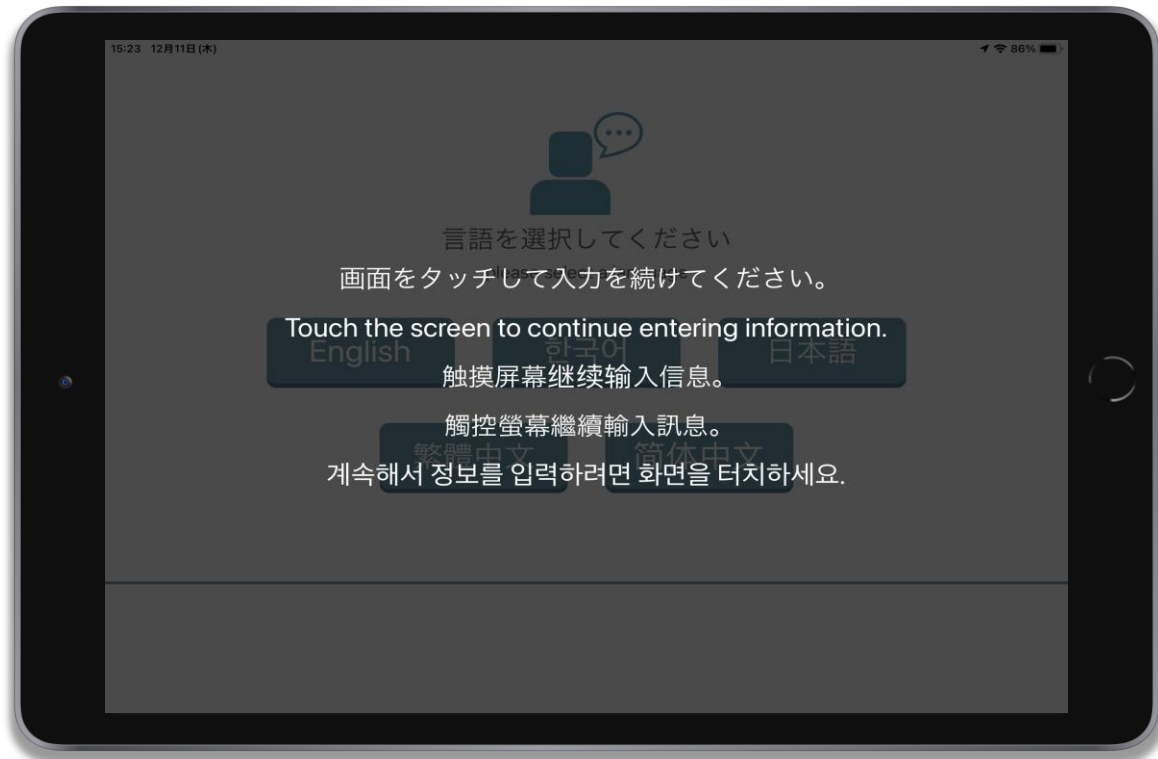 15:23 12月11日(木)
86%
言語を選択してください
画面をタッチして入力を続けてください。
Touch the screen to continue entering information.
English
한국어
日本語
触摸屏幕继续输入信息。
觸控螢幕繼續輸入訊息。
繁體中文
简体中文
계속해서 정보를 입력하려면 화면을 터치하세요.